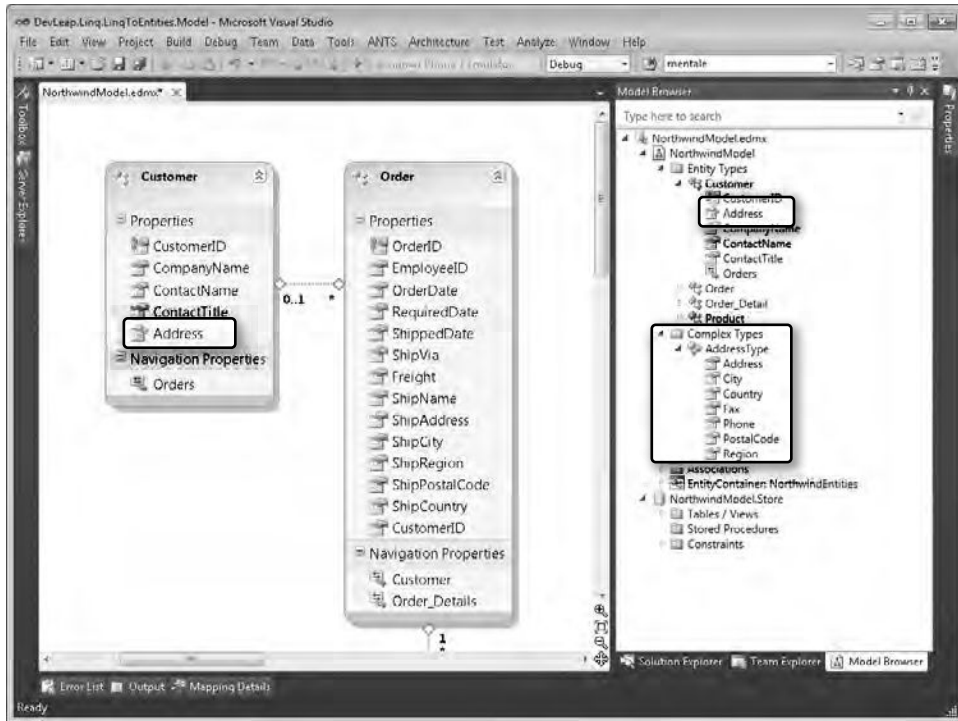 DevLeap.Linq.LinqToEntities.Model - Microsoft Visual Studio
File Edit View Project Build Debug Team Data Tools ANTS Architecture Test Analyze Window Help
Debug mentale
Toolbox
Server Explorer
NorthwindModel.edmx*
Customer
Properties
CustomerID
CompanyName
ContactName
ContactTitle
Address
Navigation Properties
Orders
0..1 *
Order
Properties
OrderID
EmployeeID
OrderDate
RequiredDate
ShippedDate
ShipVia
Freight
ShipName
ShipAddress
ShipCity
ShipRegion
ShipPostalCode
ShipCountry
CustomerID
Navigation Properties
Customer
Order_Details
1
*
Model Browser
Type here to search
NorthwindModel.edmx
NorthwindModel
Entity Types
Customer
CustomerID
Address
CompanyName
ContactName
ContactTitle
Orders
Order
Order_Detail
Product
Complex Types
AddressType
Address
City
Country
Fax
Phone
PostalCode
Region
Associations
EntityContainer: NorthwindEntities
NorthwindModel.Store
Tables / Views
Stored Procedures
Constraints
Properties
Solution Explorer Team Explorer Model Browser
Error List Output Mapping Details
Ready